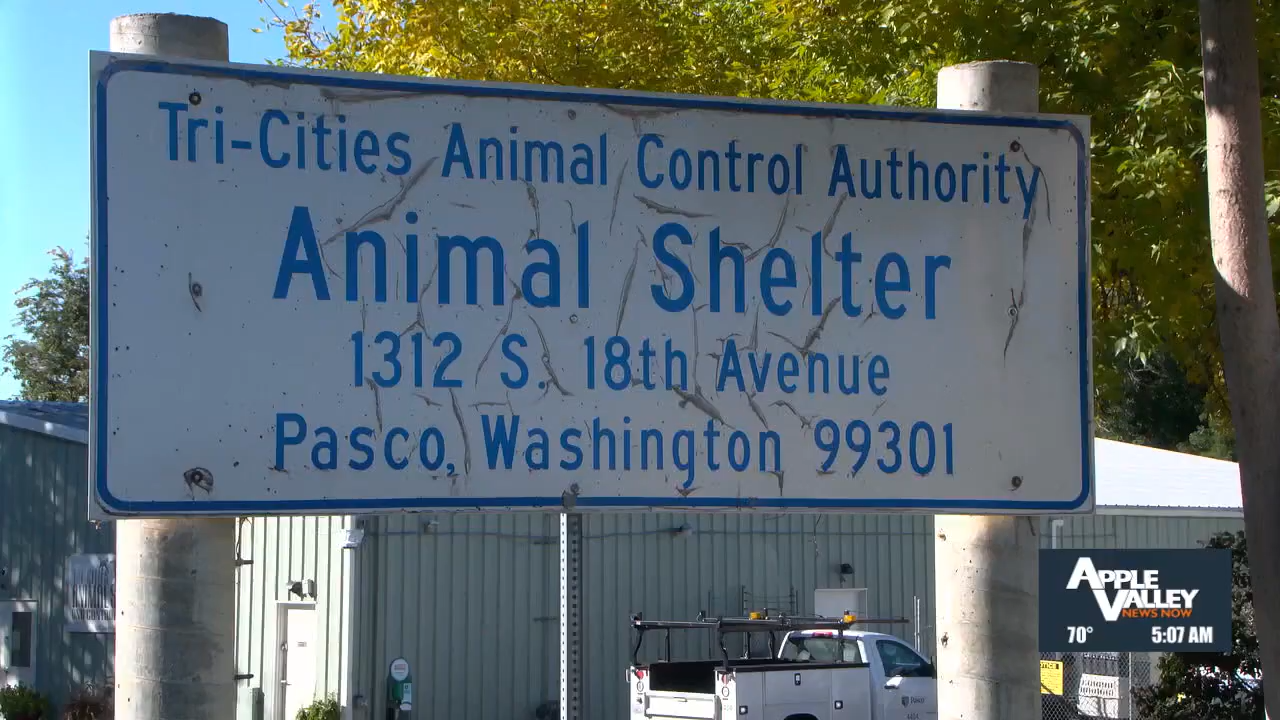 Tri-Cities Animal Control Authority
Animal Shelter
1312 S. 18th Avenue
Pasco, Washington 99301
APPLE
VALLEY
NEWS NOW
70° 5:07 AM